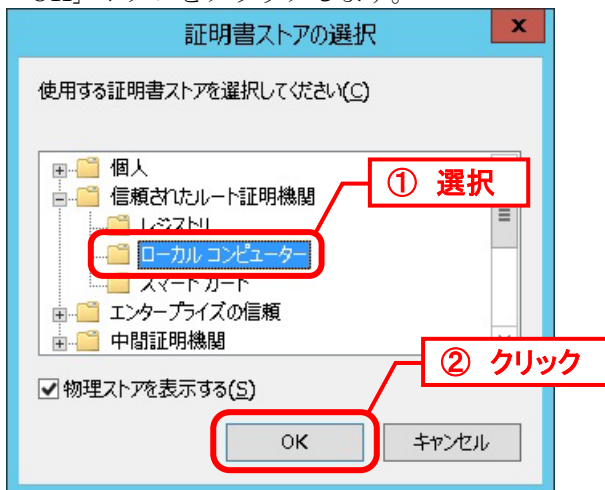 証明書ストアの選択
x
使用する証明書ストアを選択してください(C)
個人
信頼されたルート証明機関
① 選択
レジストリ
ローカル コンピューター
スマート カード
エンタープライズの信頼
中間証明機関
② クリック
物理ストアを表示する(S)
OK
キャンセル